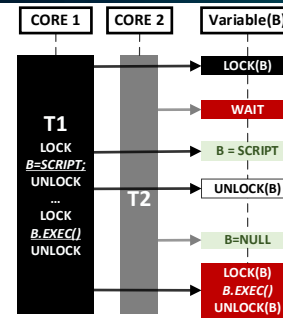 CORE 1
CORE 2
Variable(B)
LOCK(B)
WAIT
T1
LOCK
B=SCRIPT;
UNLOCK
...
LOCK
B.EXEC()
UNLOCK
T2
B = SCRIPT
UNLOCK(B)
B=NULL
LOCK(B)
B.EXEC()
UNLOCK(B)